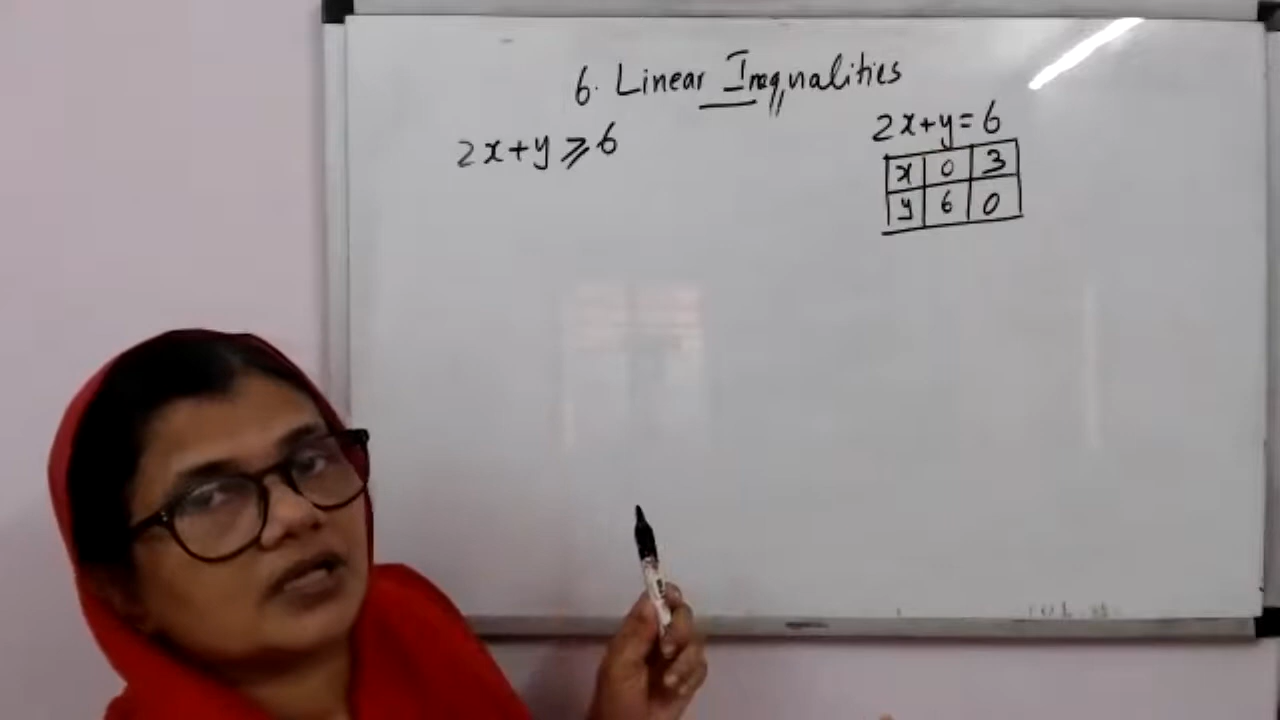 6. Linear Inequalities
2x+y ≥ 6
2x+y=6
x 0 3
y 6 0